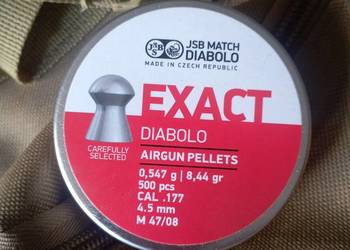 JSB
JSB MATCH
DIABOLO
MADE IN CZECH REPUBLIC
EXACT
DIABOLO
CAREFULLY
SELECTED
AIRGUN PELLETS
0,547 g | 8,44 gr
500 pcs
CAL .177
4.5 mm
M 47/08